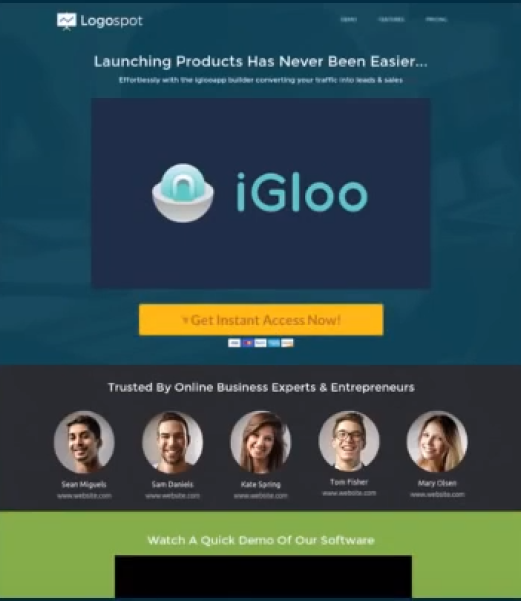 Logospot
DEMO FEATURES PRICING
Launching Products Has Never Been Easier...
Effortlessly with the iglooapp builder converting your traffic into leads & sales
iGloo
Get Instant Access Now!
Trusted By Online Business Experts & Entrepreneurs
Sean Miguels Sam Daniels Kate Spring Tom Fisher Mary Olsen
www.website.com www.website.com www.website.com www.website.com www.website.com
Watch A Quick Demo Of Our Software